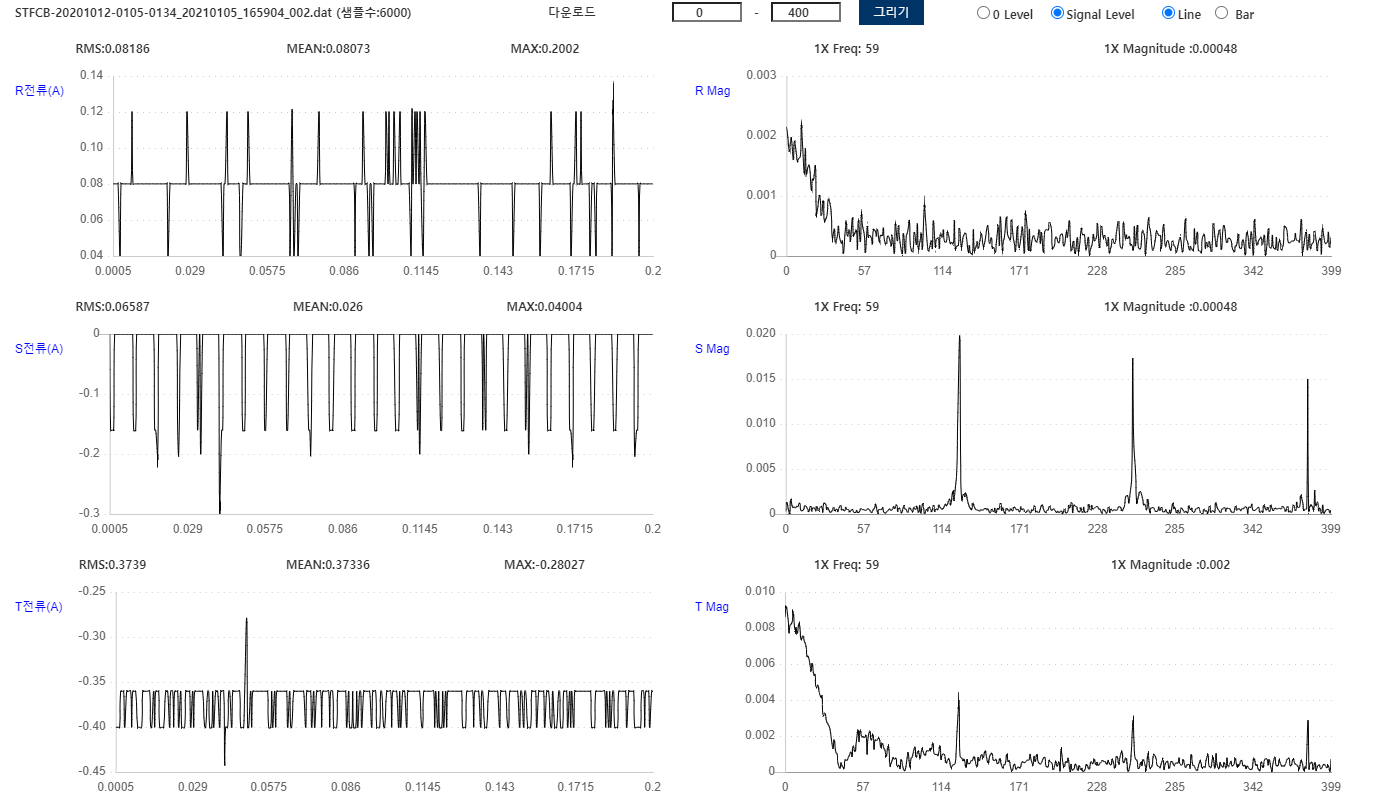 STFCB-20201012-0105-0134_20210105_165904_002.dat (샘플수:6000) 다운로드 0 - 400 그리기 0 Level Signal Level Line Bar
RMS:0.08186 MEAN:0.08073 MAX:0.2002 1X Freq: 59 1X Magnitude :0.00048
R전류(A)
0.14
0.12
0.10
0.08
0.06
0.04
0.0005 0.029 0.0575 0.086 0.1145 0.143 0.1715 0.2
R Mag
0.003
0.002
0.001
0
0 57 114 171 228 285 342 399
RMS:0.06587 MEAN:0.026 MAX:0.04004 1X Freq: 59 1X Magnitude :0.00048
S전류(A)
0
-0.1
-0.2
-0.3
0.0005 0.029 0.0575 0.086 0.1145 0.143 0.1715 0.2
S Mag
0.020
0.015
0.010
0.005
0
0 57 114 171 228 285 342 399
RMS:0.3739 MEAN:0.37336 MAX:-0.28027 1X Freq: 59 1X Magnitude :0.002
T전류(A)
-0.25
-0.30
-0.35
-0.40
-0.45
0.0005 0.029 0.0575 0.086 0.1145 0.143 0.1715 0.2
T Mag
0.010
0.008
0.006
0.004
0.002
0
0 57 114 171 228 285 342 399